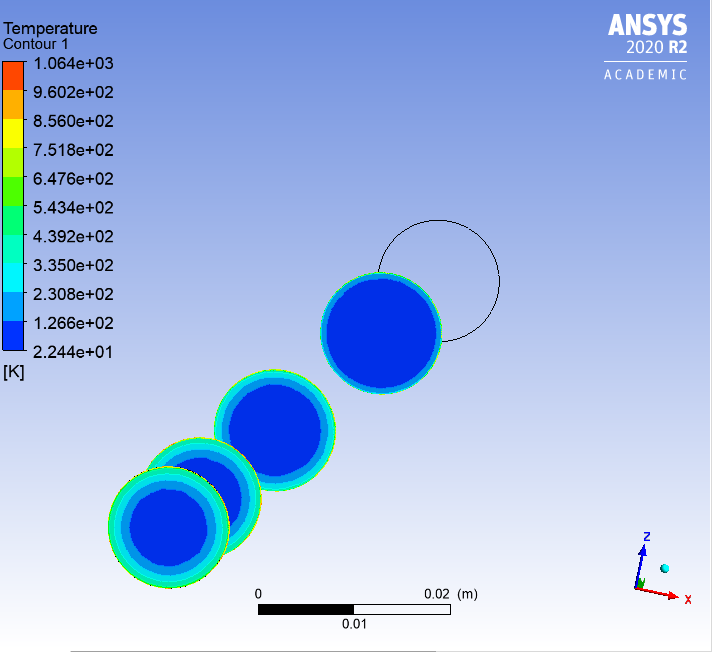 Temperature
Contour 1
1.064e+03
9.602e+02
8.560e+02
7.518e+02
6.476e+02
5.434e+02
4.392e+02
3.350e+02
2.308e+02
1.266e+02
2.244e+01
[K]
ANSYS
2020 R2
ACADEMIC
0 0.02 (m)
0.01
Z
Y
X